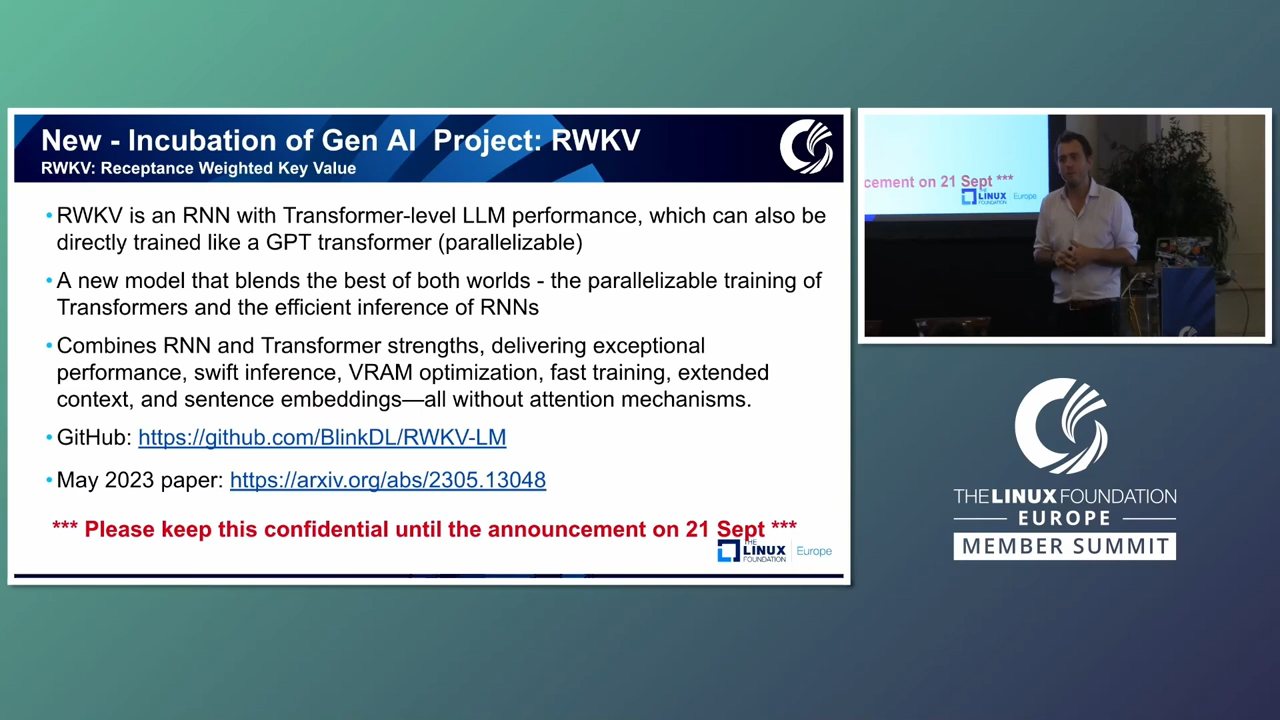 New - Incubation of Gen AI Project: RWKV
RWKV: Receptance Weighted Key Value
• RWKV is an RNN with Transformer-level LLM performance, which can also be
directly trained like a GPT transformer (parallelizable)
• A new model that blends the best of both worlds - the parallelizable training of
Transformers and the efficient inference of RNNs
• Combines RNN and Transformer strengths, delivering exceptional
performance, swift inference, VRAM optimization, fast training, extended
context, and sentence embeddings—all without attention mechanisms.
• GitHub: https://github.com/BlinkDL/RWKV-LM
• May 2023 paper: https://arxiv.org/abs/2305.13048
*** Please keep this confidential until the announcement on 21 Sept ***
THE
LINUX
FOUNDATION
Europe
cement on 21 Sept ***
THE
LINUX
FOUNDATION
Europe
THE LINUX FOUNDATION
EUROPE
MEMBER SUMMIT